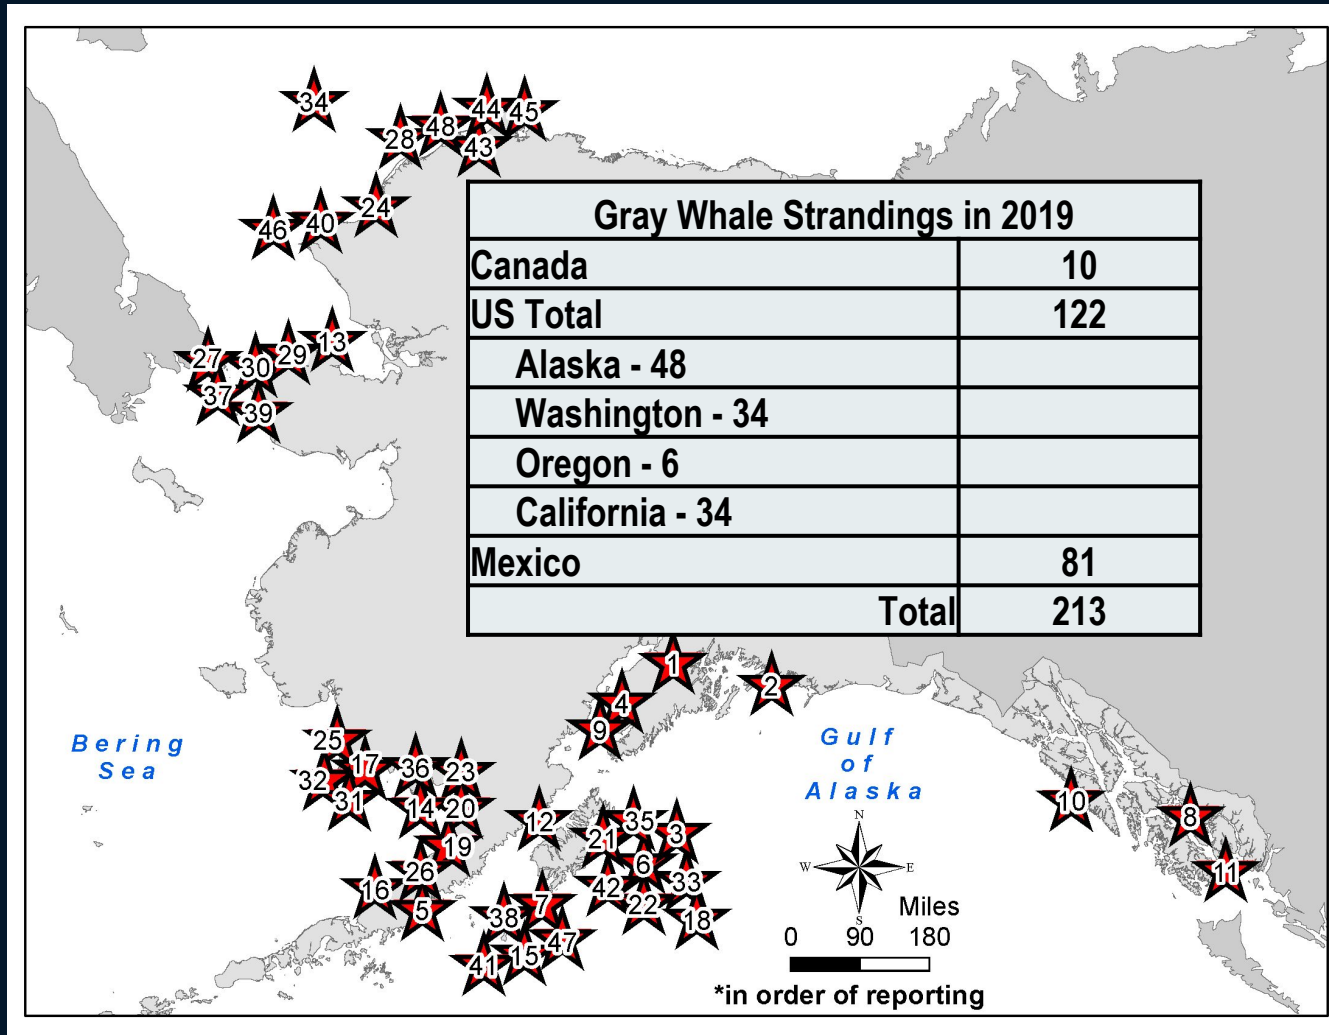 34
44
45
48
28
43
24
40
46
Gray Whale Strandings in 2019
Canada 10
US Total 122
Alaska - 48
Washington - 34
Oregon - 6
California - 34
Mexico 81
Total 213
13
29
27
30
37
39
1
2
4
9
Bering
Sea
Gulf
of
Alaska
25
17
36
23
32
31
14
20
19
26
16
5
12
35
21
3
6
33
42
22
18
7
38
47
15
41
10
8
11
N
W E
S
Miles
0 90 180
*in order of reporting